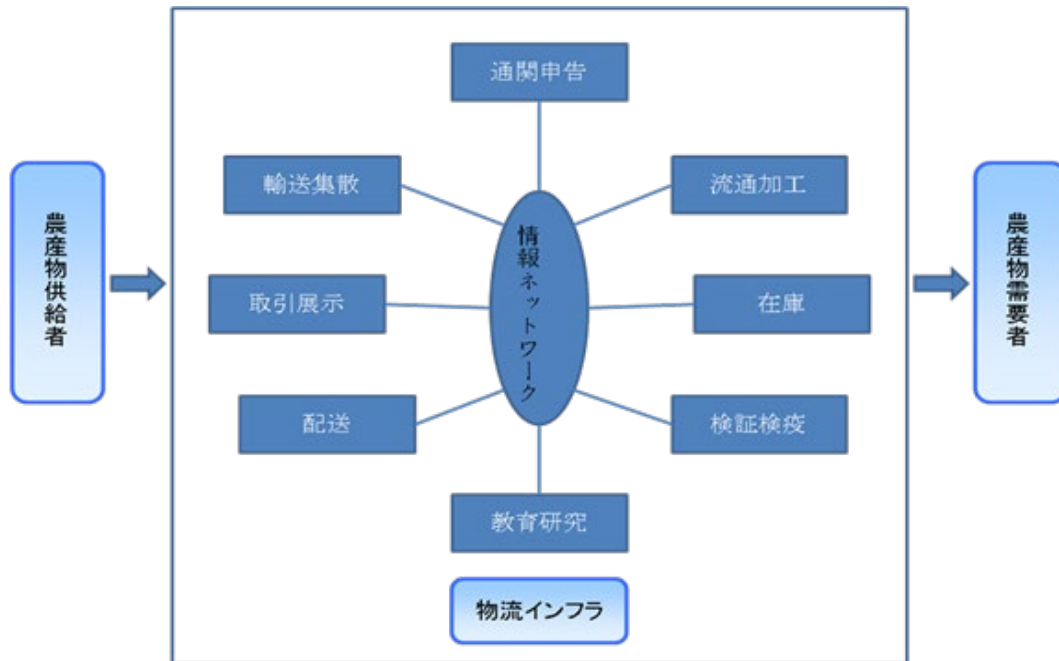 通関申告
輸送集散
流通加工
農産物供給者
取引展示
情報ネットワーク
在庫
農産物需要者
配送
検証検疫
教育研究
物流インフラ